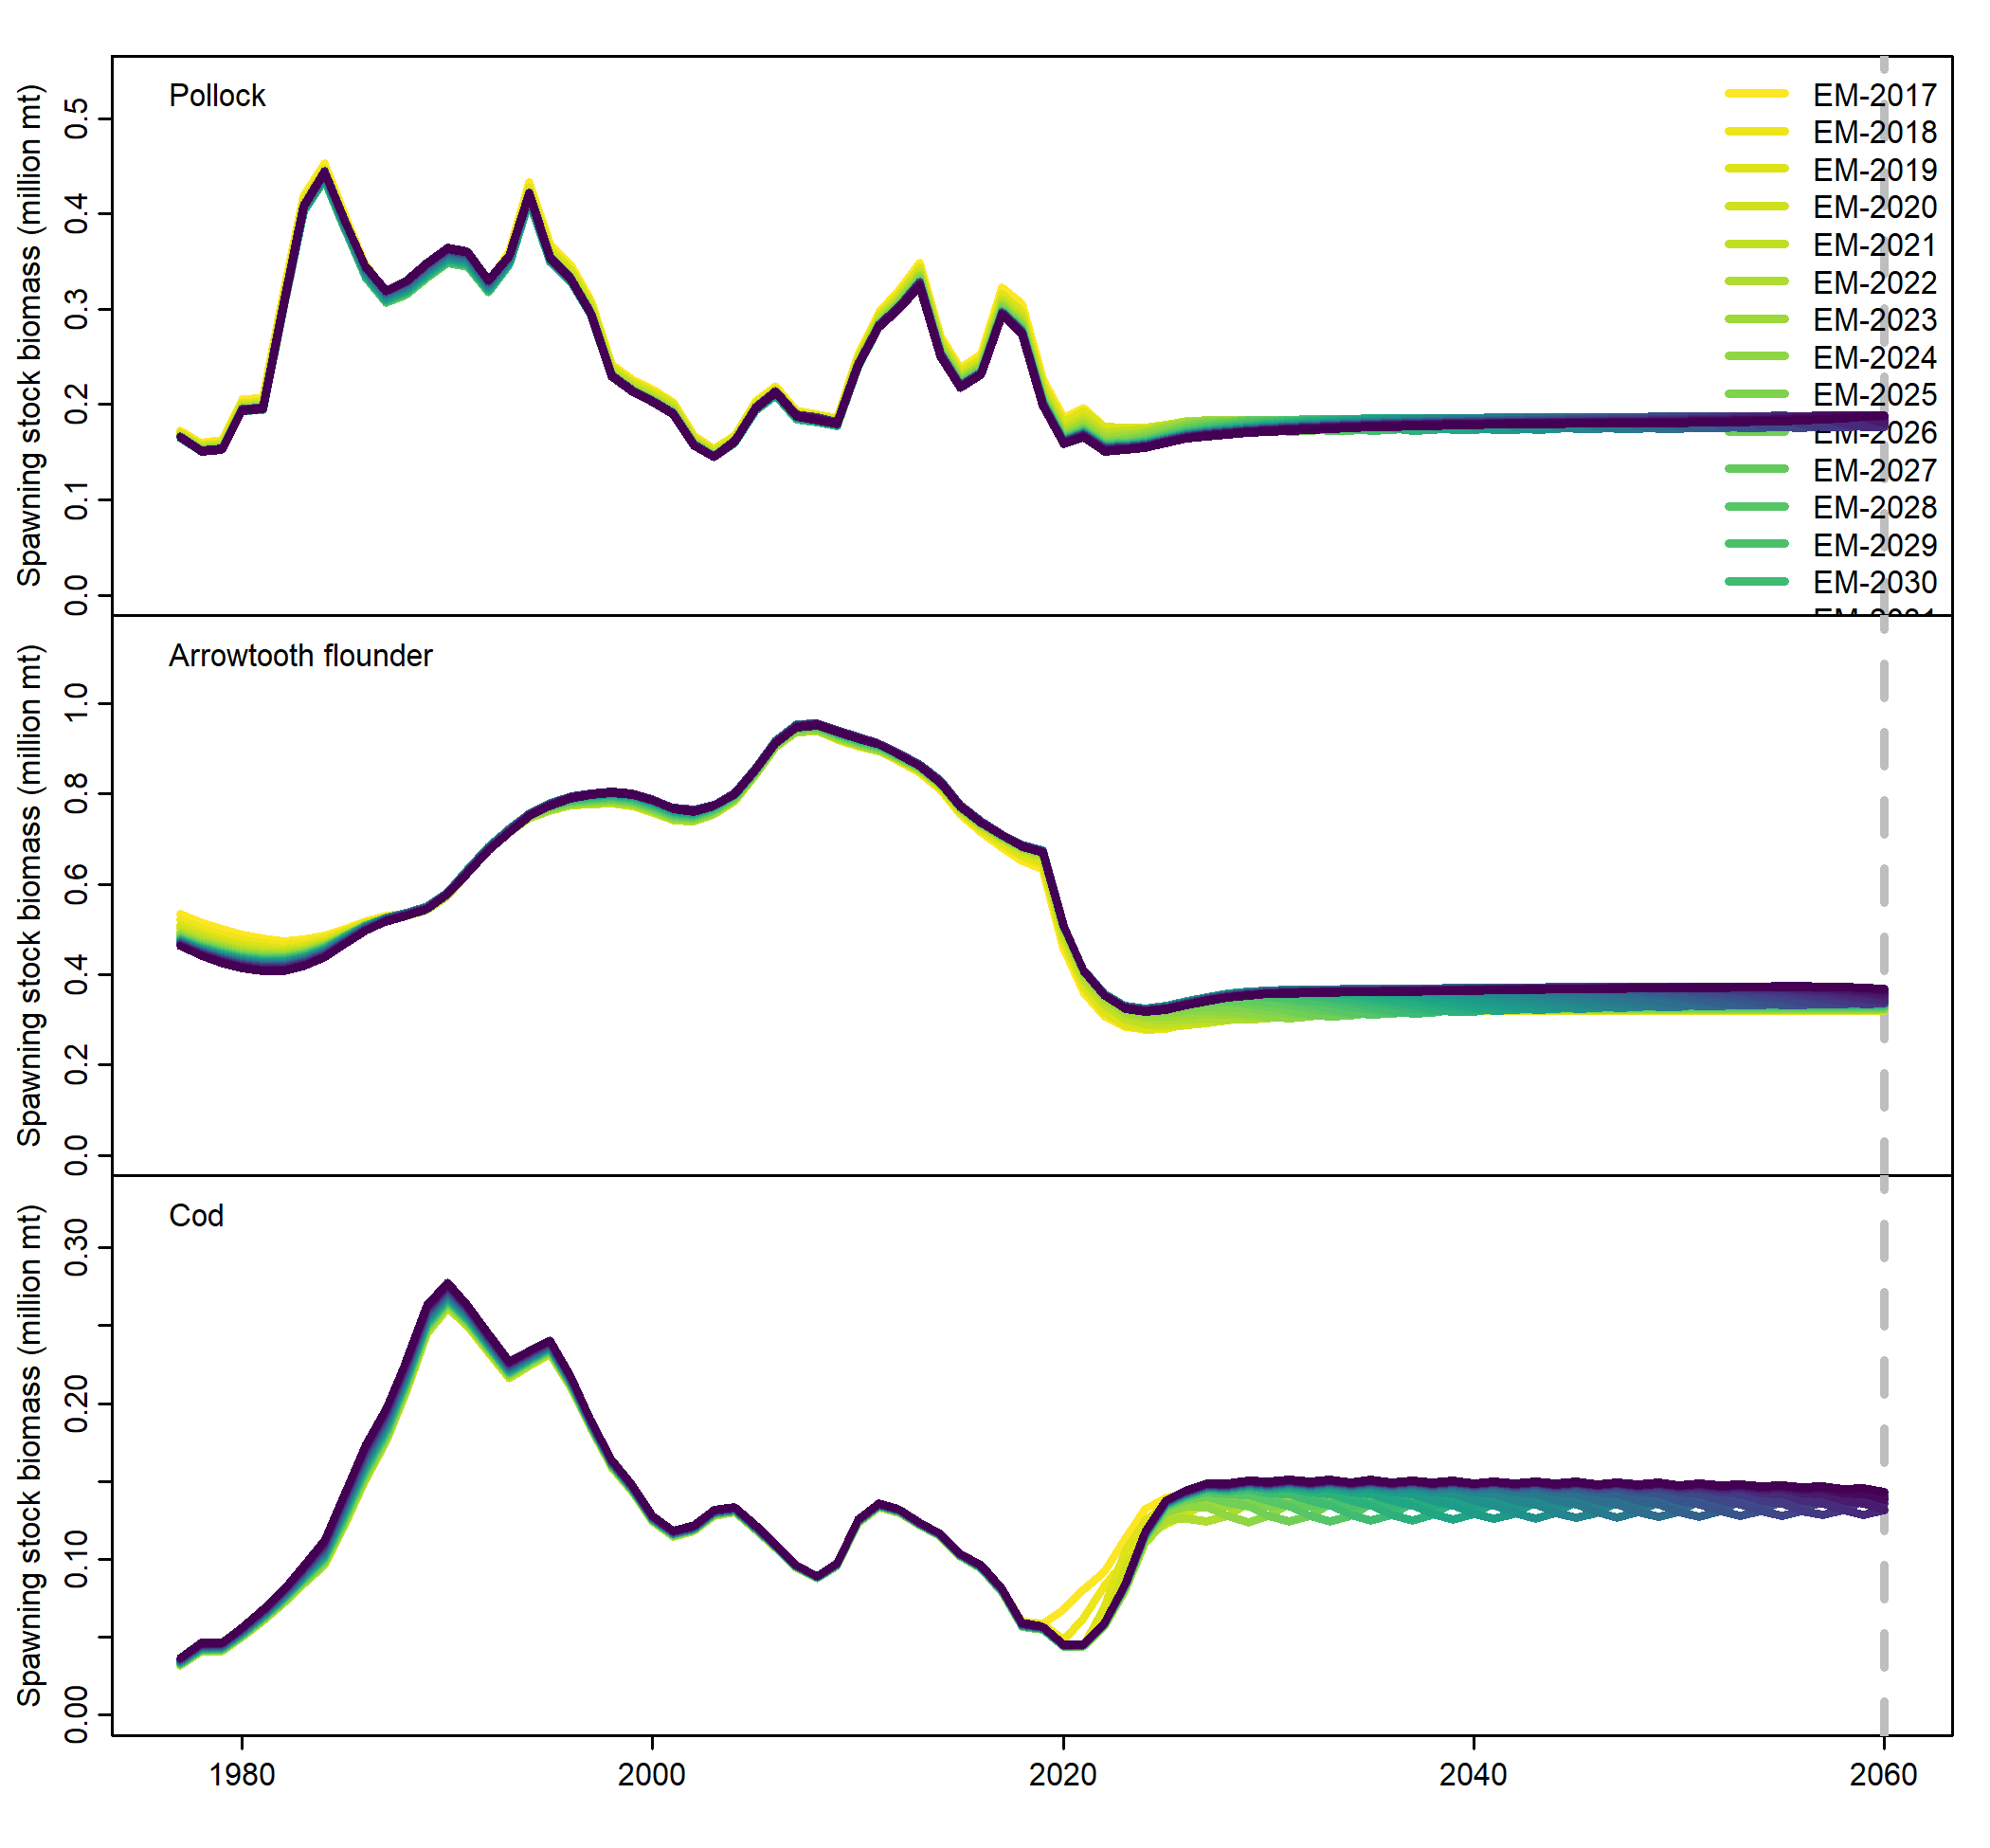 Pollock
Spawning stock biomass (million mt)
0.5
0.4
0.3
0.2
0.1
0.0
EM-2017
EM-2018
EM-2019
EM-2020
EM-2021
EM-2022
EM-2023
EM-2024
EM-2025
EM-2026
EM-2027
EM-2028
EM-2029
EM-2030
Arrowtooth flounder
Spawning stock biomass (million mt)
1.0
0.8
0.6
0.4
0.2
0.0
Cod
Spawning stock biomass (million mt)
0.30
0.20
0.10
0.00
1980 2000 2020 2040 2060